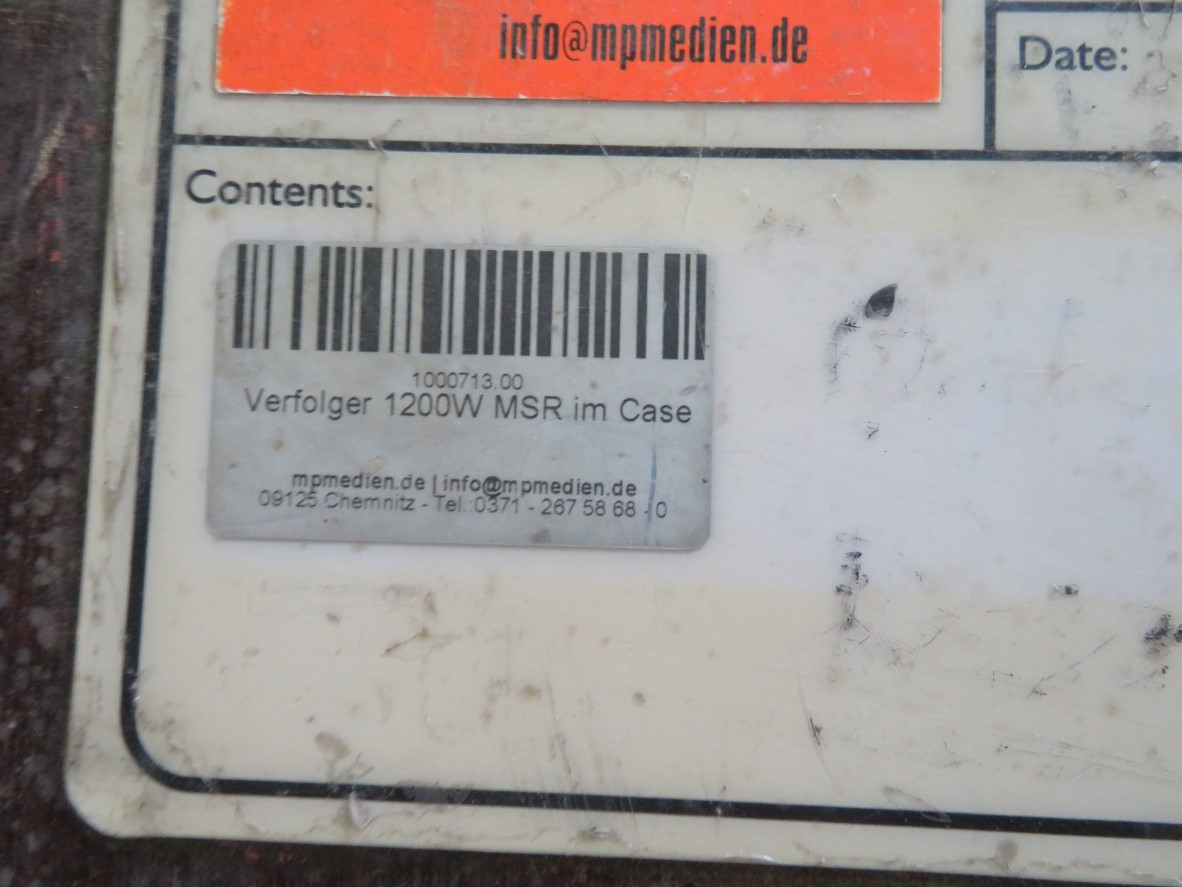 info@mpmedien.de
Date:
Contents:
1000713.00
Verfolger 1200W MSR im Case
mpmedien.de | info@mpmedien.de
09125 Chemnitz - Tel.:0371 - 267 58 68 - 0